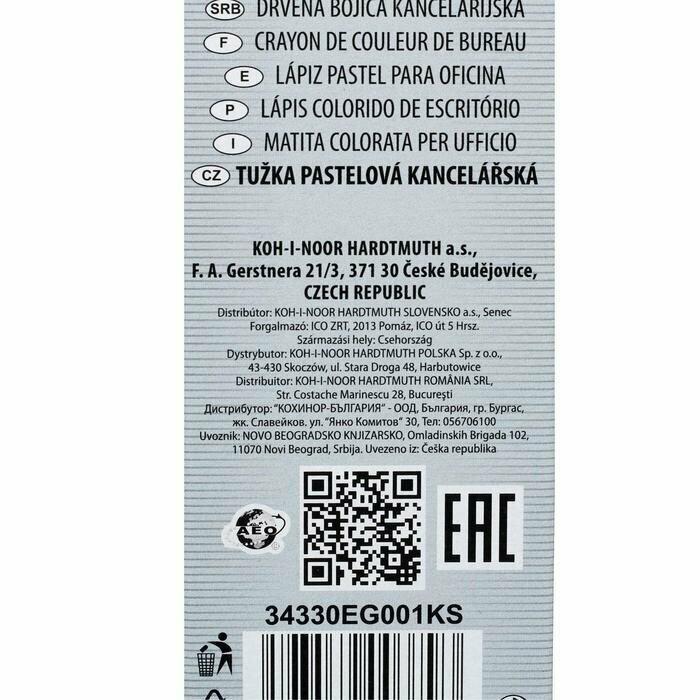 SRB DRVENA BOJICA KANCELARIJSKA
F CRAYON DE COULEUR DE BUREAU
E LÁPIZ PASTEL PARA OFICINA
P LÁPIS COLORIDO DE ESCRITÓRIO
I MATITA COLORATA PER UFFICIO
CZ TUŽKA PASTELOVÁ KANCELÁŘSKÁ
KOH-I-NOOR HARDTMUTH a.s.,
F. A. Gerstnera 21/3, 371 30 České Budějovice,
CZECH REPUBLIC
Distribútor: KOH-I-NOOR HARDTMUTH SLOVENSKO a.s., Senec
Forgalmazó: ICO ZRT, 2013 Pomáz, ICO út 5 Hrsz.
Származási hely: Csehország
Dystrybutor: KOH-I-NOOR HARDTMUTH POLSKA Sp. z o.o.,
43-430 Skoczów, ul. Stara Droga 48, Harbutowice
Distribuitor: KOH-I-NOOR HARDTMUTH ROMÂNIA SRL,
Str. Costache Marinescu 28, Bucureşti
Дистрибутор: "КОХИНОР-БЪЛГАРИЯ" - ООД, България, гр. Бургас,
жк. Славейков. ул. "Янко Комитов" 30, Тел; 056706100
Uvoznik: NOVO BEOGRADSKO KNJIZARSKO, Omladinskih Brigada 102,
11070 Novi Beograd, Srbija. Uvezeno iz: Češka republika
AEO
EAC
34330EG001KS